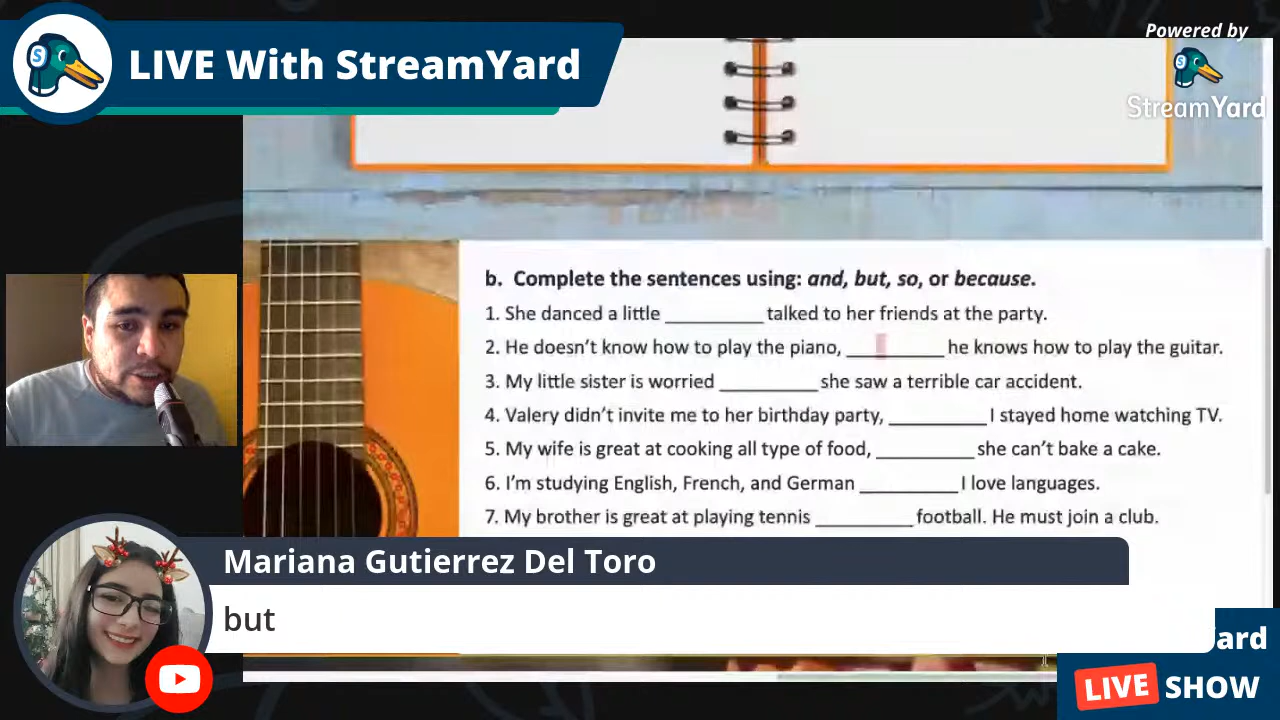 LIVE With StreamYard
Powered by
StreamYard
b. Complete the sentences using: and, but, so, or because.
1. She danced a little __________ talked to her friends at the party.
2. He doesn't know how to play the piano, __________ he knows how to play the guitar.
3. My little sister is worried __________ she saw a terrible car accident.
4. Valery didn't invite me to her birthday party, __________ I stayed home watching TV.
5. My wife is great at cooking all type of food, __________ she can't bake a cake.
6. I'm studying English, French, and German __________ I love languages.
7. My brother is great at playing tennis __________ football. He must join a club.
Mariana Gutierrez Del Toro
but
LIVE SHOW